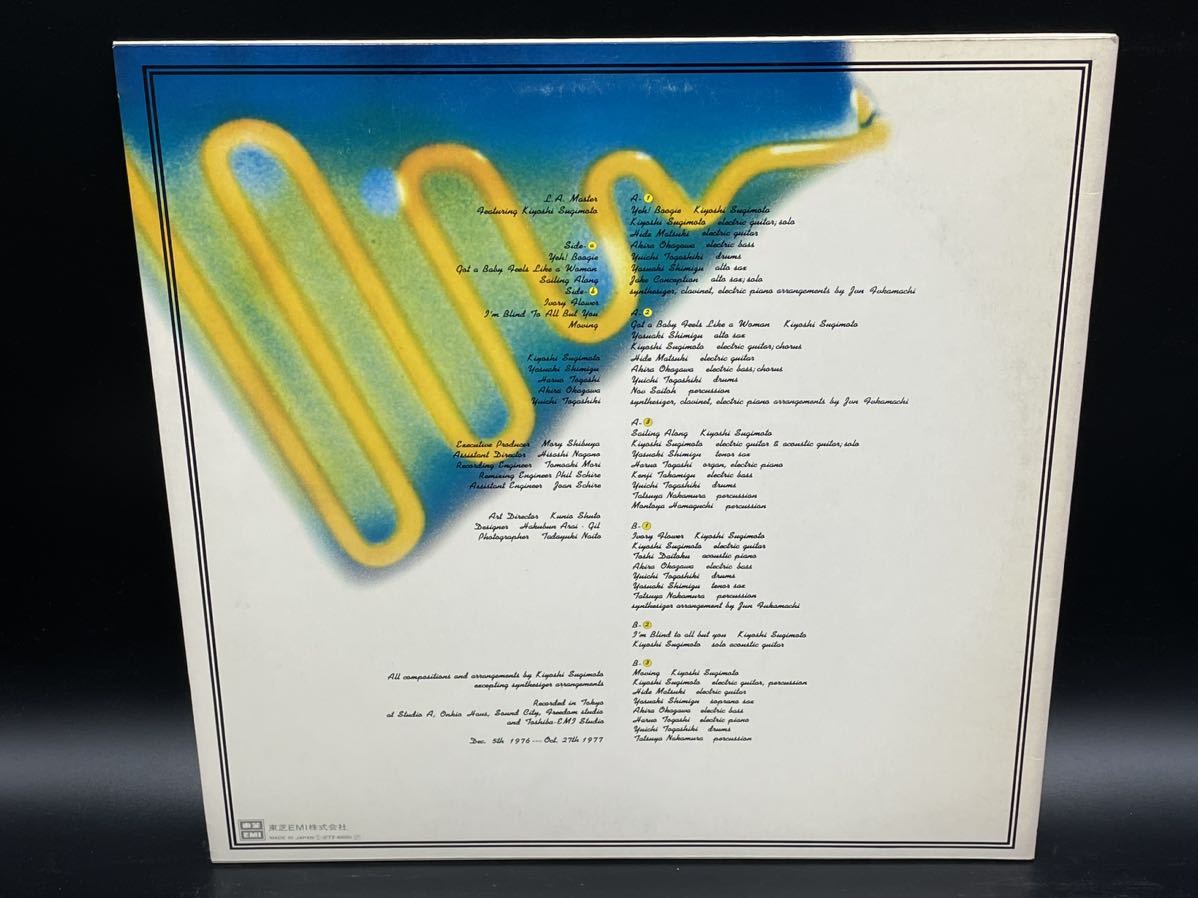 L.A. Master
Featuring Kiyoshi Sugimoto
Side-a
Yeh! Boogie
Got a Baby Feels Like a Woman
Sailing Along
Side-b
Ivory Flower
I'm Blind To All But You
Moving
Kiyoshi Sugimoto
Yasuaki Shimizu
Haruo Togashi
Akira Okazawa
Yuichi Togashiki
Executive Producer Mory Shibuya
Assistant Director Hisashi Nagano
Recording Engineer Tomoaki Mori
Remixing Engineer Phil Schire
Assistant Engineer Joan Schire
Art Director Kunio Shuto
Designer Hakubun Arai - Gil
Photographer Tadayuki Naito
All compositions and arrangements by Kiyoshi Sugimoto
excepting synthesizer arrangements
Recorded in Tokyo
at Studio A, Onkio Haus, Sound City, Freedom studio
and Toshiba-EMI Studio
Dec. 5th 1976 --- Oct. 27th 1977
A-1
Yeh! Boogie Kiyoshi Sugimoto
Kiyoshi Sugimoto electric guitar; solo
Hide Matsuki electric guitar
Akira Okazawa electric bass
Yuichi Togashiki drums
Yasuaki Shimizu alto sax
Jake Conception alto sax; solo
synthesizer, clavinet, electric piano arrangements by Jun Fukamachi
A-2
Got a Baby Feels Like a Woman Kiyoshi Sugimoto
Yasuaki Shimizu alto sax
Kiyoshi Sugimoto electric guitar; chorus
Hide Matsuki electric guitar
Akira Okazawa electric bass; chorus
Yuichi Togashiki drums
Nov Saitoh percussion
synthesizer, clavinet, electric piano arrangements by Jun Fukamachi
A-3
Sailing Along Kiyoshi Sugimoto
Kiyoshi Sugimoto electric guitar & acoustic guitar; solo
Yasuaki Shimizu tenor sax
Haruo Togashi organ, electric piano
Kenji Takamizu electric bass
Yuichi Togashiki drums
Tatsuya Nakamura percussion
Montoya Hamaguchi percussion
B-1
Ivory Flower Kiyoshi Sugimoto
Kiyoshi Sugimoto electric guitar
Toshi Daitoku acoustic piano
Akira Okazawa electric bass
Yuichi Togashiki drums
Yasuaki Shimizu tenor sax
Tatsuya Nakamura percussion
synthesizer arrangement by Jun Fukamachi
B-2
I'm Blind to all but you Kiyoshi Sugimoto
Kiyoshi Sugimoto solo acoustic guitar
B-3
Moving Kiyoshi Sugimoto
Kiyoshi Sugimoto electric guitar, percussion
Hide Matsuki electric guitar
Yasuaki Shimizu soprano sax
Akira Okazawa electric bass
Haruo Togashi electric piano
Yuichi Togashiki drums
Tatsuya Nakamura percussion
東芝
EMI
東芝EMI株式会社
MADE IN JAPAN